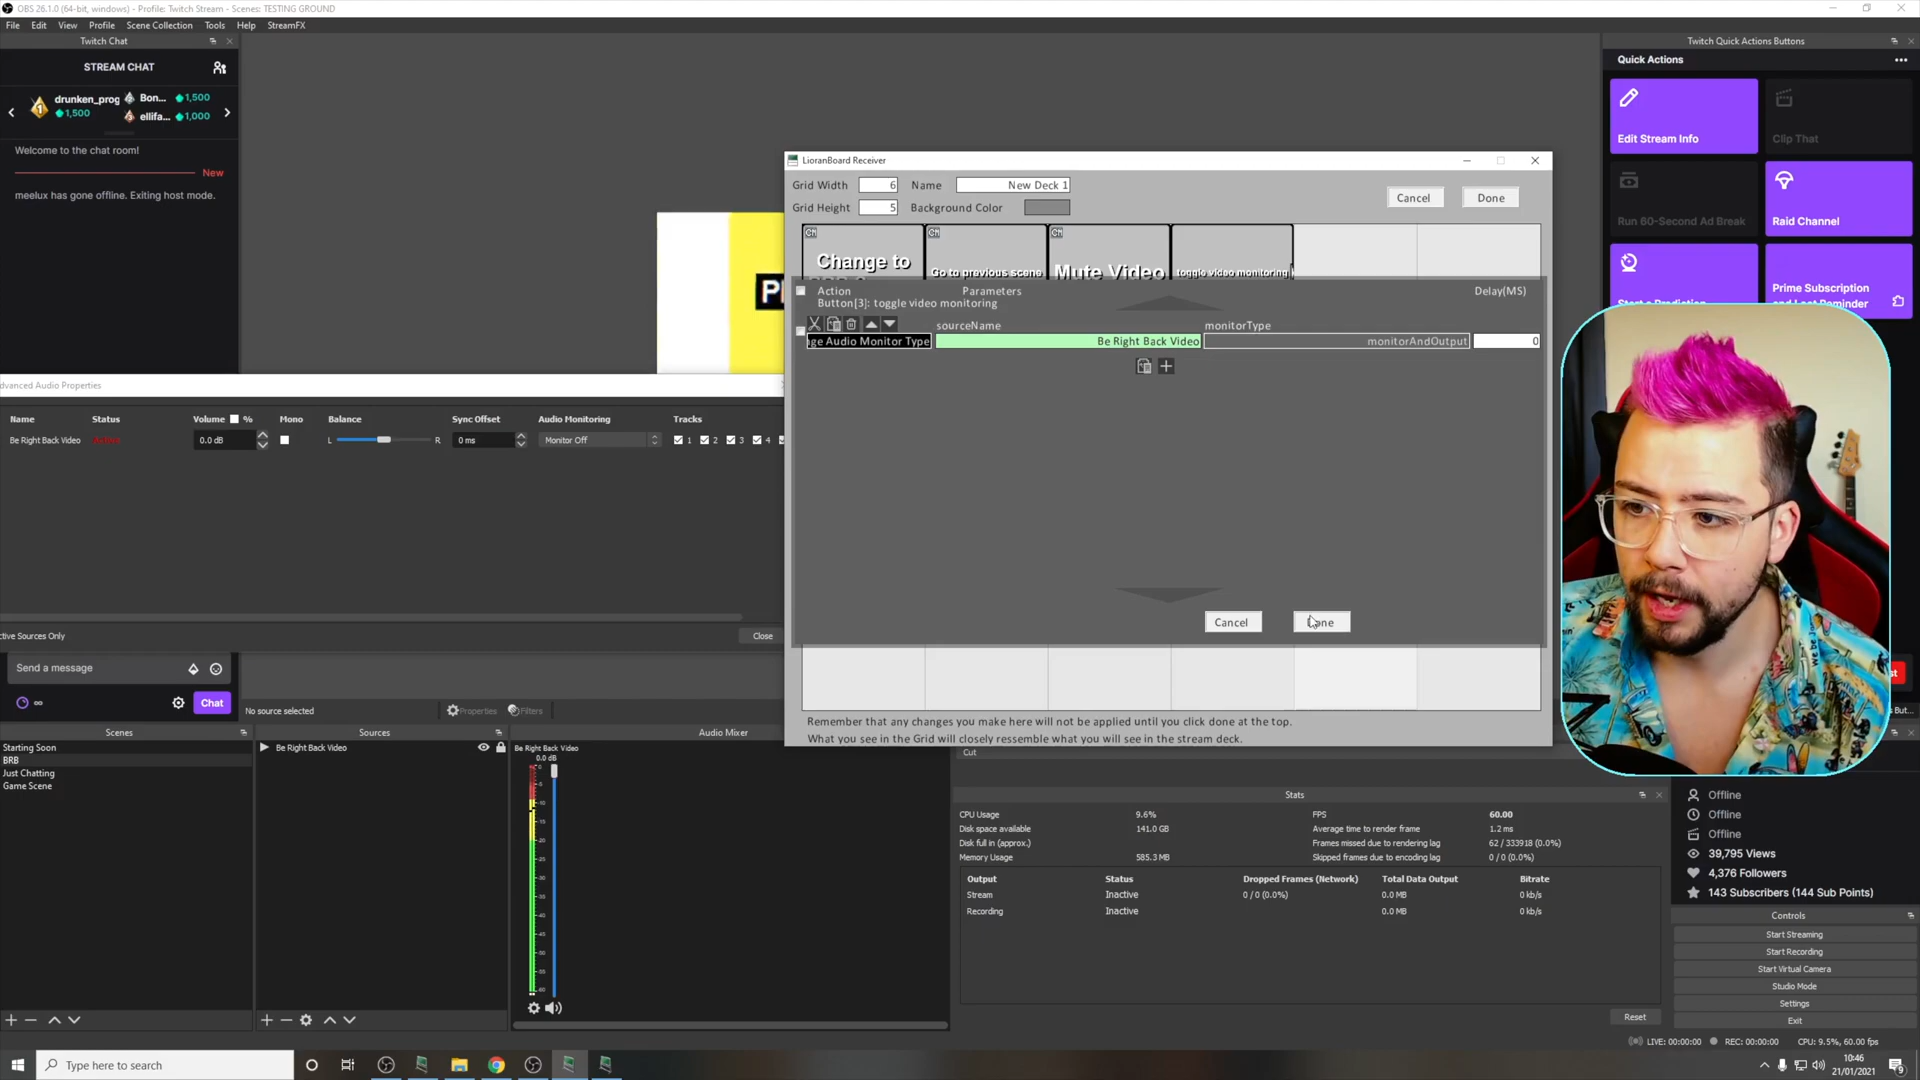 OBS 26.1.0 (64-bit, windows) - Profile: Twitch Stream - Scenes: TESTING GROUND
File Edit View Profile Scene Collection Tools Help StreamFX
Twitch Chat
STREAM CHAT
drunken_prog
1,500
Bon... 1,500
ellifa... 1,000
Welcome to the chat room!
New
meelux has gone offline. Exiting host mode.
Twitch Quick Actions Buttons
Quick Actions
Edit Stream Info
Clip That
Run 60-Second Ad Break
Raid Channel
Prime Subscription
LioranBoard Receiver
Grid Width 6 Name New Deck 1
Grid Height 5 Background Color
Cancel Done
Change to
Go to previous scene
Mute Video
toggle video monitoring
Action Parameters Delay(MS)
Button[3]: toggle video monitoring
sourceName monitorType
ge Audio Monitor Type Be Right Back Video monitorAndOutput 0
Cancel
Remember that any changes you make here will not be applied until you click done at the top.
What you see in the Grid will closely ressemble what you will see in the stream deck.
dvanced Audio Properties
Name Status Volume % Mono Balance Sync Offset Audio Monitoring Tracks
Be Right Back Video 0.0 dB L R 0 ms Monitor Off 1 2 3 4
ctive Sources Only
Close
Send a message
Chat
No source selected Properties Filters
Scenes
Starting Soon
BRB
Just Chatting
Game Scene
Sources
Be Right Back Video
Audio Mixer
Be Right Back Video
0.0 dB
Cut
Stats
CPU Usage 9.6% FPS 60.00
Disk space available 141.0 GB Average time to render frame 1.2 ms
Disk full in (approx.) Frames missed due to rendering lag 62 / 333918 (0.0%)
Memory Usage 585.3 MB Skipped frames due to encoding lag 0 / 0 (0.0%)
Output Status Dropped Frames (Network) Total Data Output Bitrate
Stream Inactive 0 / 0 (0.0%) 0.0 MB 0 kb/s
Recording Inactive 0.0 MB 0 kb/s
Reset
Offline
Offline
Offline
39,795 Views
4,376 Followers
143 Subscribers (144 Sub Points)
Controls
Start Streaming
Start Recording
Start Virtual Camera
Studio Mode
Settings
Exit
LIVE: 00:00:00 REC: 00:00:00 CPU: 9.5%, 60.00 fps
Type here to search
10:46
21/01/2021